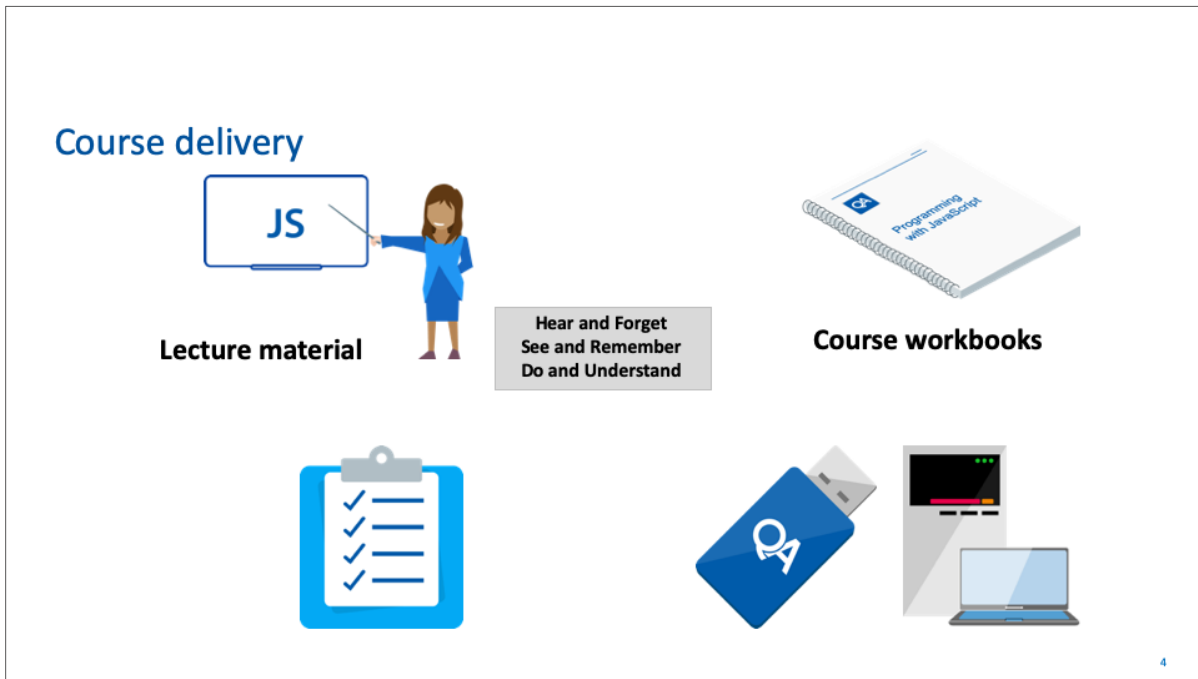 Course delivery
JS
QA
Programming
with JavaScript
Lecture material
Hear and Forget
See and Remember
Do and Understand
Course workbooks
QA
4